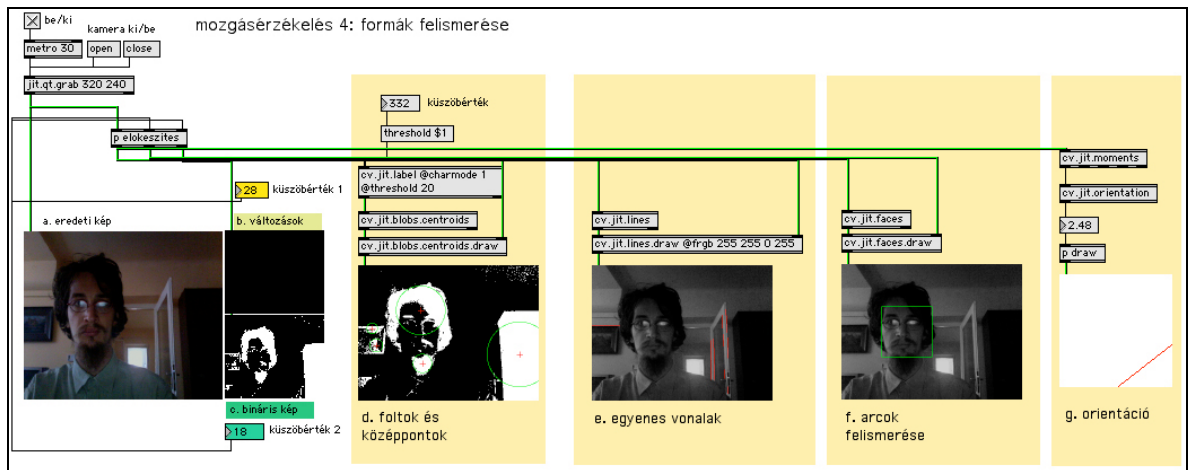 be/ki
mozgásérzékelés 4: formák felismerése
kamera ki/be
metro 30
open
close
jit.qt.grab 320 240
p elokeszites
28
küszöbérték 1
a. eredeti kép
b. változások
c. bináris kép
18
küszöbérték 2
332
küszöbérték
threshold $1
cv.jit.label @charmode 1
@threshold 20
cv.jit.blobs.centroids
cv.jit.blobs.centroids.draw
d. foltok és
középpontok
cv.jit.lines
cv.jit.lines.draw @frgb 255 255 0 255
e. egyenes vonalak
cv.jit.faces
cv.jit.faces.draw
f. arcok
felismerése
cv.jit.moments
cv.jit.orientation
2.48
p draw
g. orientáció